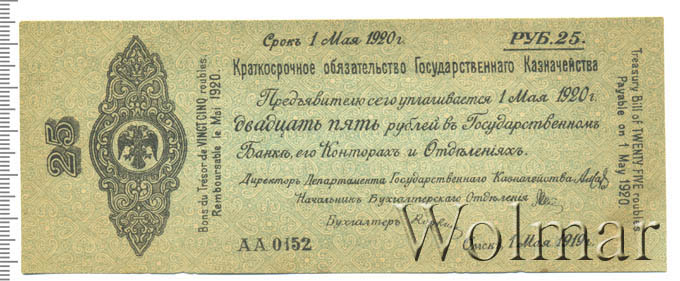 Срокъ 1 Мая 1920 г.
РУБ. 25.
Краткосрочное обязательство Государственнаго Казначейства
Предъявителю сего уплачивается 1 Мая 1920 г.
двадцать пять рублей въ Государственномъ
Банкѣ, его Конторахъ и Отдѣленіяхъ.
Директоръ Департамента Государственнаго Казначейства
Начальникъ Бухгалтерскаго Отдѣленія
Бухгалтеръ
АА 0152
Омскъ, 1 Мая 1919 г.
25
Bons du Trésor de VINGT CINQ roubles.
Remboursable le Mai 1920.
Treasury Bill of TWENTY FIVE roubles
Payable on 1 May 1920
Wolmar